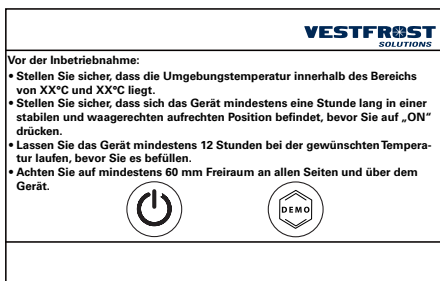 VESTFROST
SOLUTIONS
Vor der Inbetriebnahme:
• Stellen Sie sicher, dass die Umgebungstemperatur innerhalb des Bereichs
von XX°C und XX°C liegt.
• Stellen Sie sicher, dass sich das Gerät mindestens eine Stunde lang in einer
stabilen und waagerechten aufrechten Position befindet, bevor Sie auf „ON“
drücken.
• Lassen Sie das Gerät mindestens 12 Stunden bei der gewünschten Tempera-
tur laufen, bevor Sie es befüllen.
• Achten Sie auf mindestens 60 mm Freiraum an allen Seiten und über dem
Gerät.
DEMO